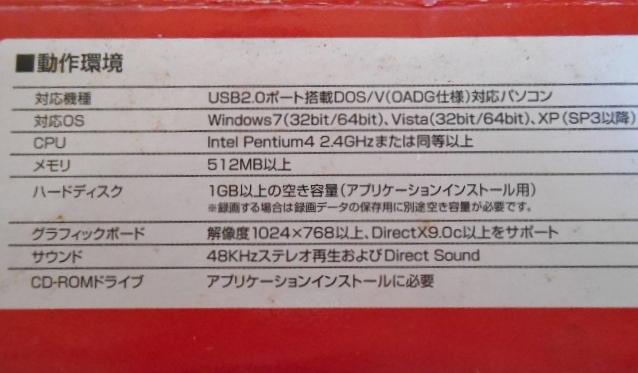 ■動作環境
対応機種 USB2.0ポート搭載DOS/V(OADG仕様)対応パソコン
対応OS Windows7(32bit/64bit)、Vista(32bit/64bit)、XP(SP3以降)
CPU Intel Pentium4 2.4GHzまたは同等以上
メモリ 512MB以上
ハードディスク 1GB以上の空き容量(アプリケーションインストール用)
※録画する場合は録画データの保存用に別途空き容量が必要です。
グラフィックボード 解像度1024×768以上、DirectX9.0c以上をサポート
サウンド 48KHzステレオ再生およびDirect Sound
CD-ROMドライブ アプリケーションインストールに必要